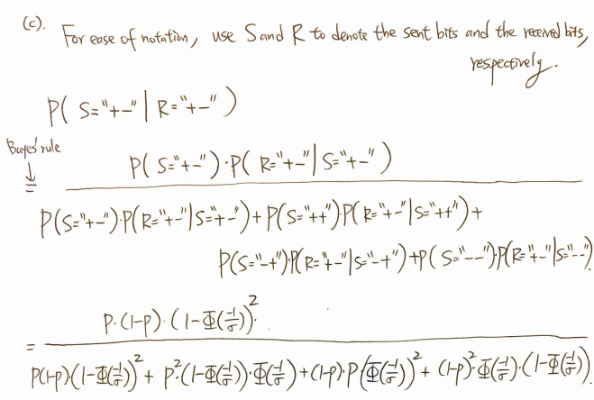 (c). For ease of notation, use S and R to denote the sent bits and the received bits,
respectively.
P( S="+-" | R="+-" )
Bayes' rule
↓
= P( S="+-")·P( R="+-" | S="+-" )
P(S="+-")·P(R="+-"|S="+-")+P(S="++")P(R="+-"|S="++")+
P(S="-+")P(R="+-"|S="-+")+P(S="--")·P(R="+-"|S="--")
= P·(1-p)·(1-Φ(-1/σ))²
P(1-p)(1-Φ(-1/σ))²+ p²·(1-Φ(-1/σ))·Φ(-1/σ)+(1-p)·P(Φ(-1/σ))²+ (1-p)²·Φ(-1/σ)·(1-Φ(-1/σ))